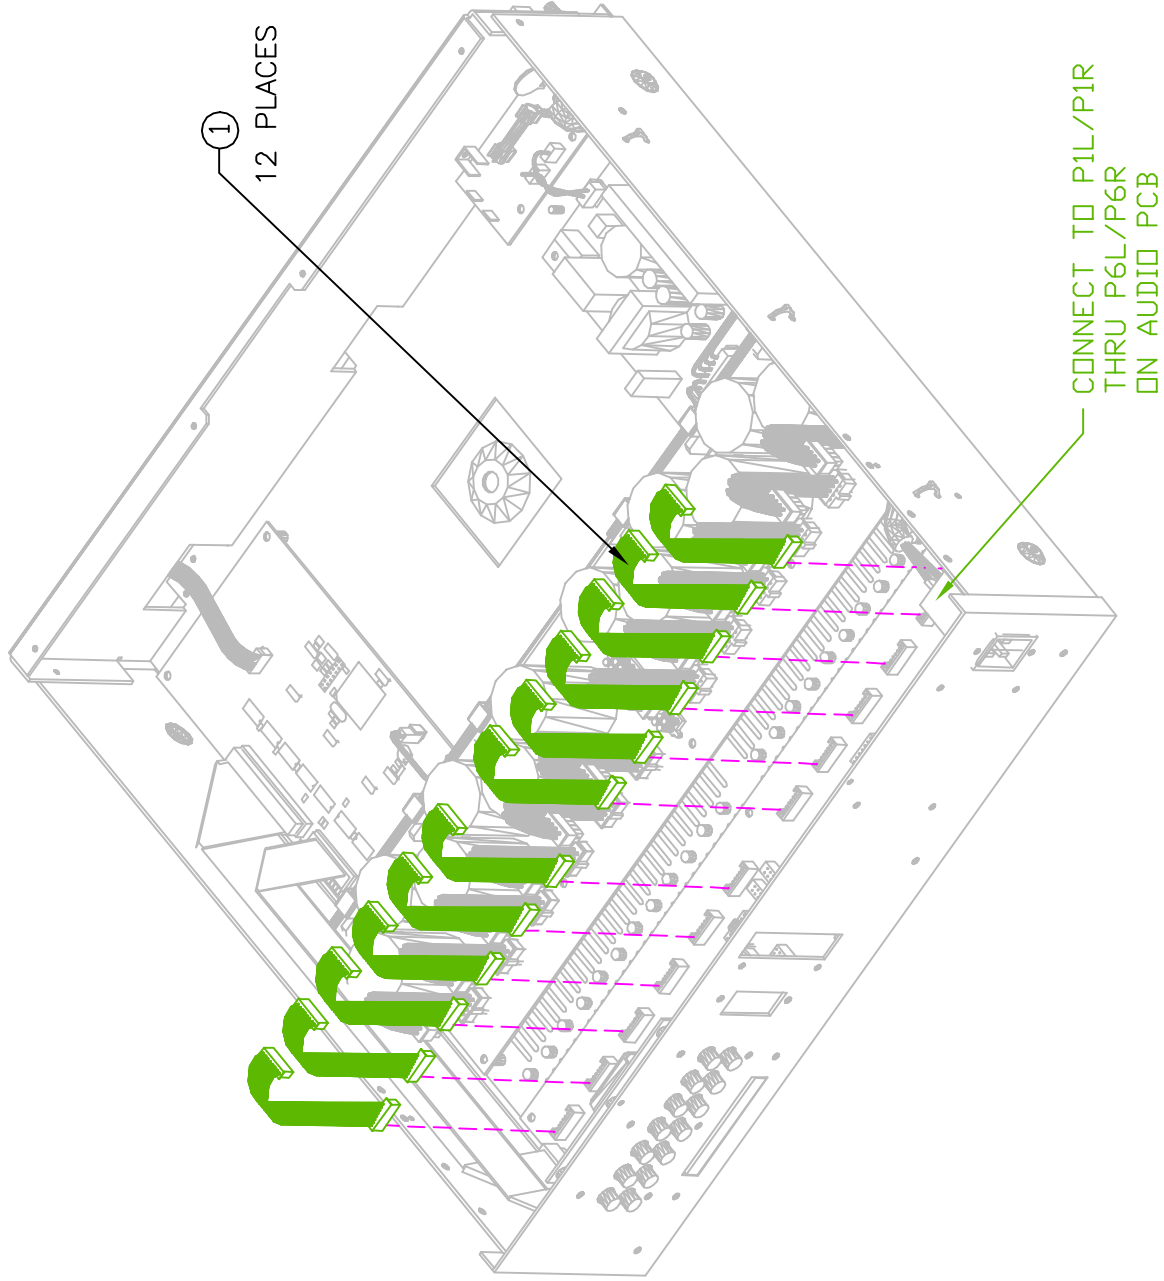 1
12 PLACES
CONNECT TO P1L/P1R
THRU P6L/P6R
ON AUDIO PCB